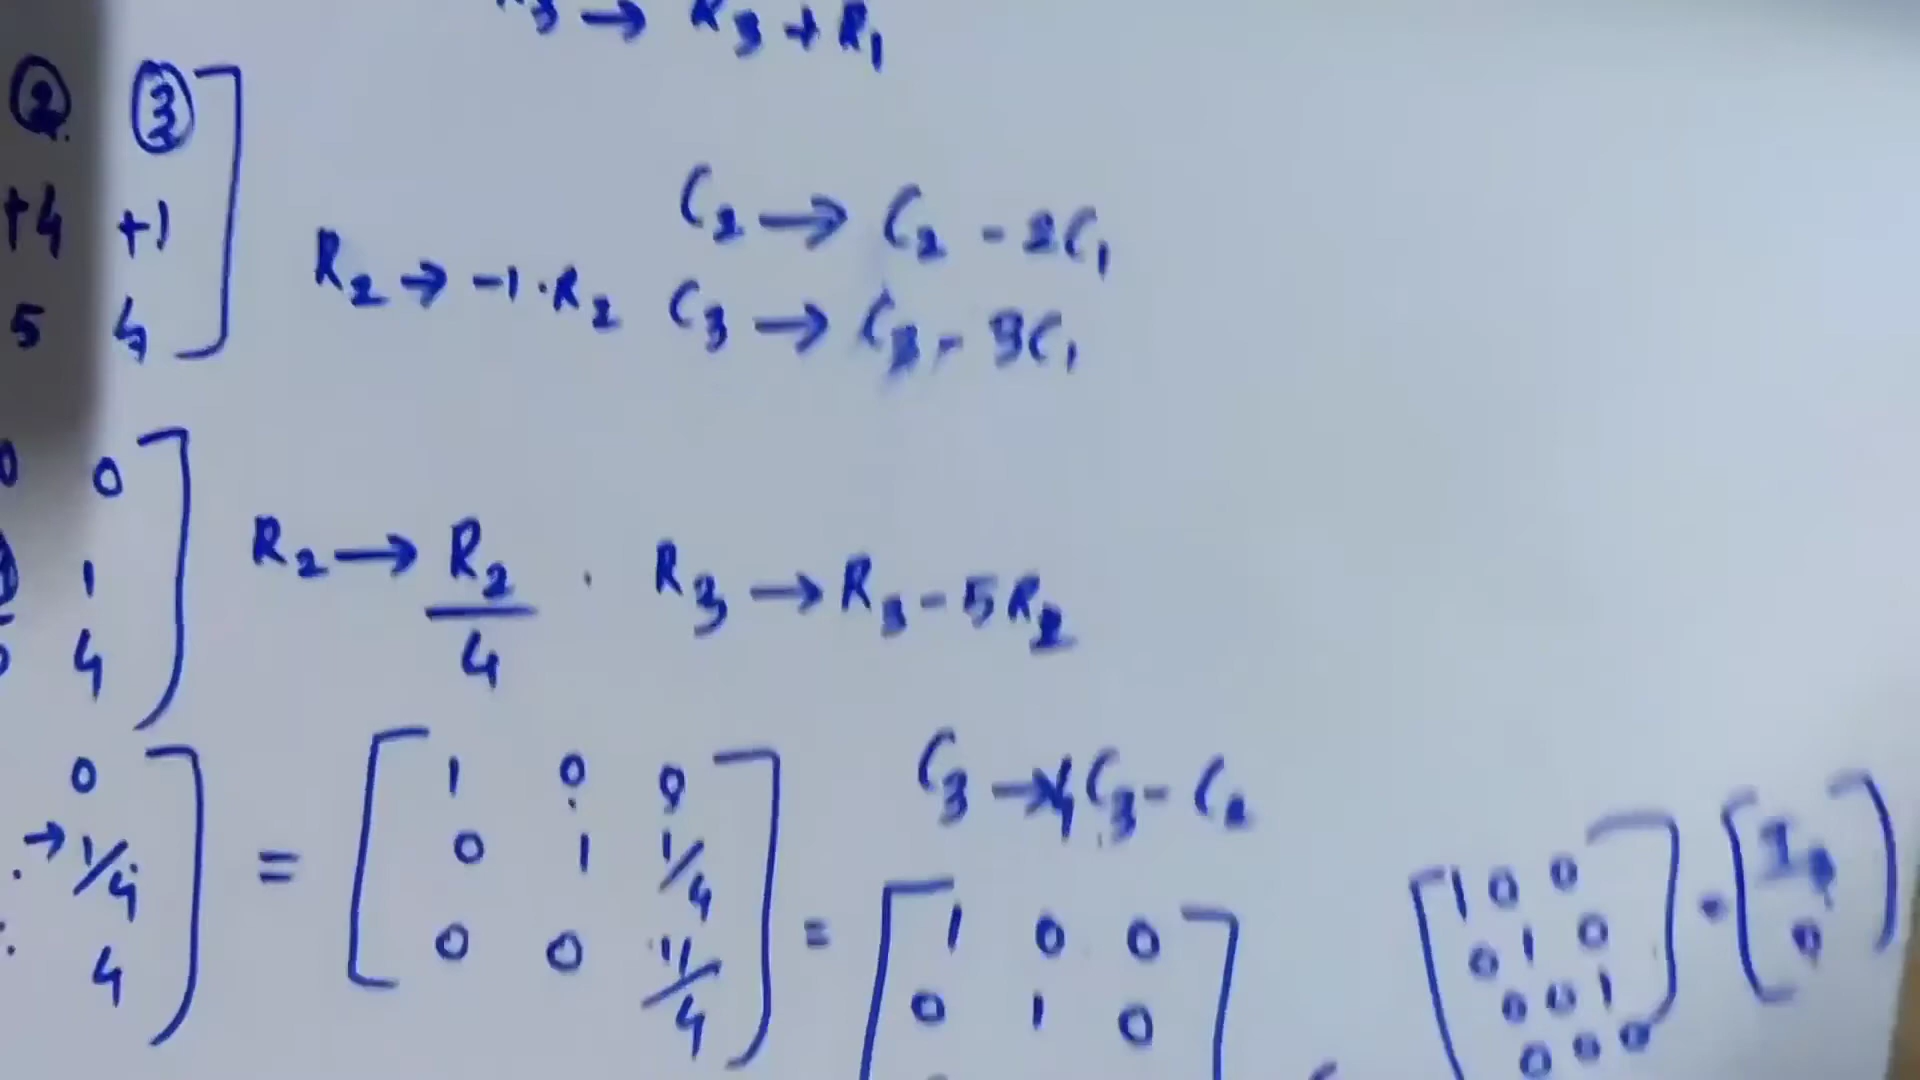 R3 → R3 + R1
2 3 ]
+4 +1
5 4
C2 → C2 - 2C1
R2 → -1·R2 C3 → C3 - 3C1
0 0 ]
1
4
R2 → R2/4 . R3 → R3 - 5R2
0 ] = [ 1 0 0 ] C3 → 4C3 - C2
→ 1/4 0 1 1/4
4 0 0 11/4
= [ 1 0 0 ]
0 1 0
[ 1 0 0 ]
0 1 0
0 0 1
0 0 0
0